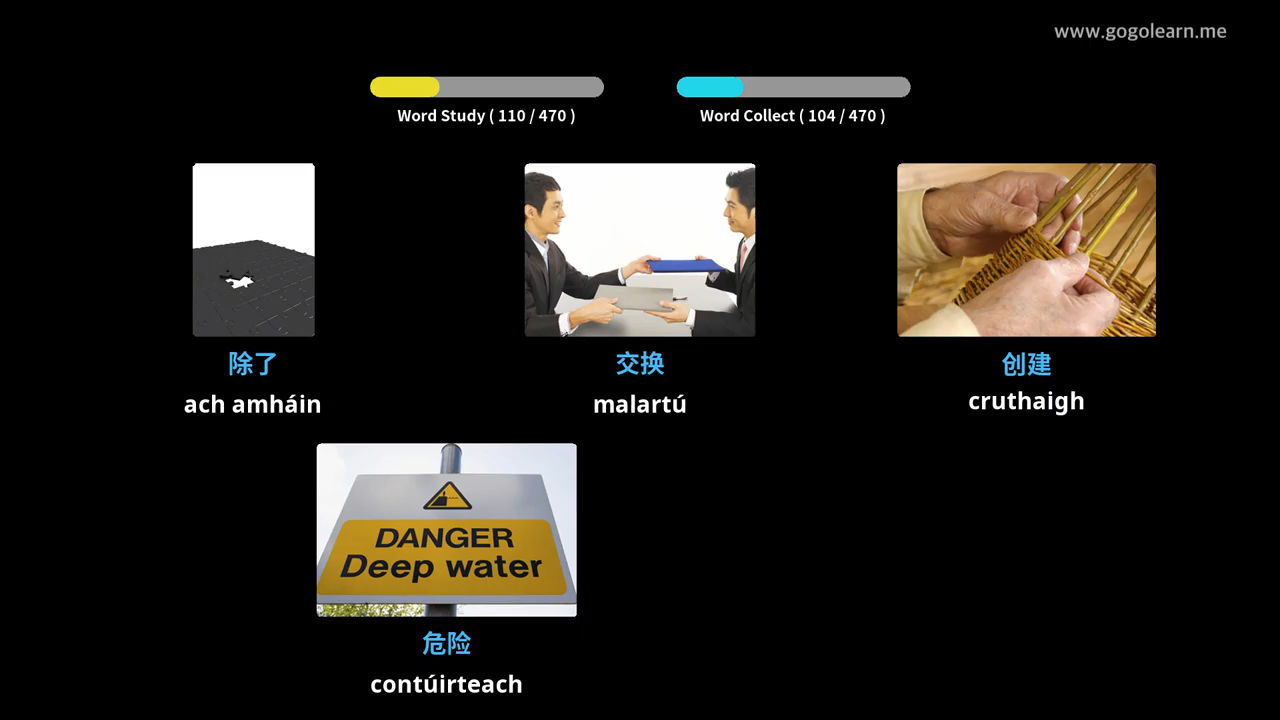 www.gogolearn.me
Word Study ( 110 / 470 )
Word Collect ( 104 / 470 )
除了
交换
创建
ach amháin
malartú
cruthaigh
DANGER
Deep water
危险
contúirteach